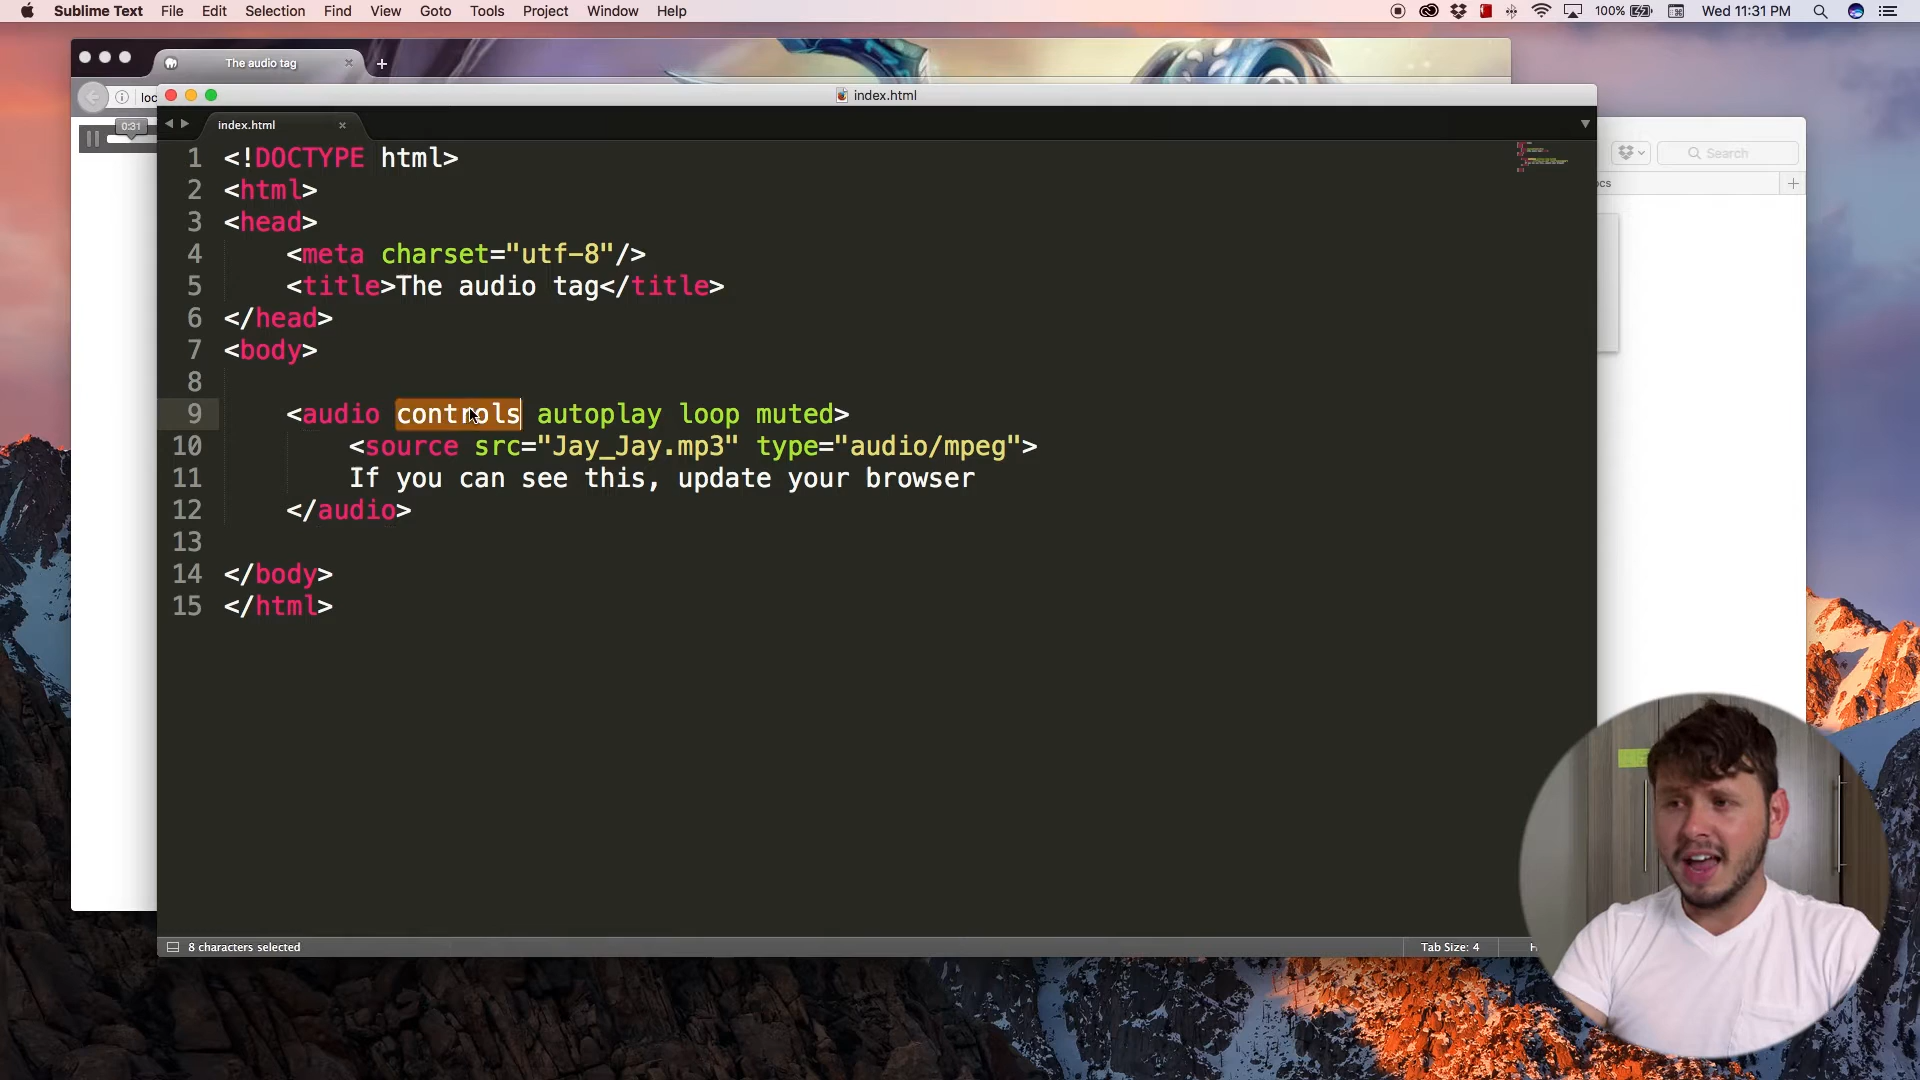 Sublime Text File Edit Selection Find View Goto Tools Project Window Help 100% Wed 11:31 PM
The audio tag
loc
index.html
0:31
index.html
Search
ocs
1 <!DOCTYPE html>
2 <html>
3 <head>
4 <meta charset="utf-8"/>
5 <title>The audio tag</title>
6 </head>
7 <body>
8
9 <audio controls autoplay loop muted>
10 <source src="Jay_Jay.mp3" type="audio/mpeg">
11 If you can see this, update your browser
12 </audio>
13
14 </body>
15 </html>
8 characters selected
Tab Size: 4
H